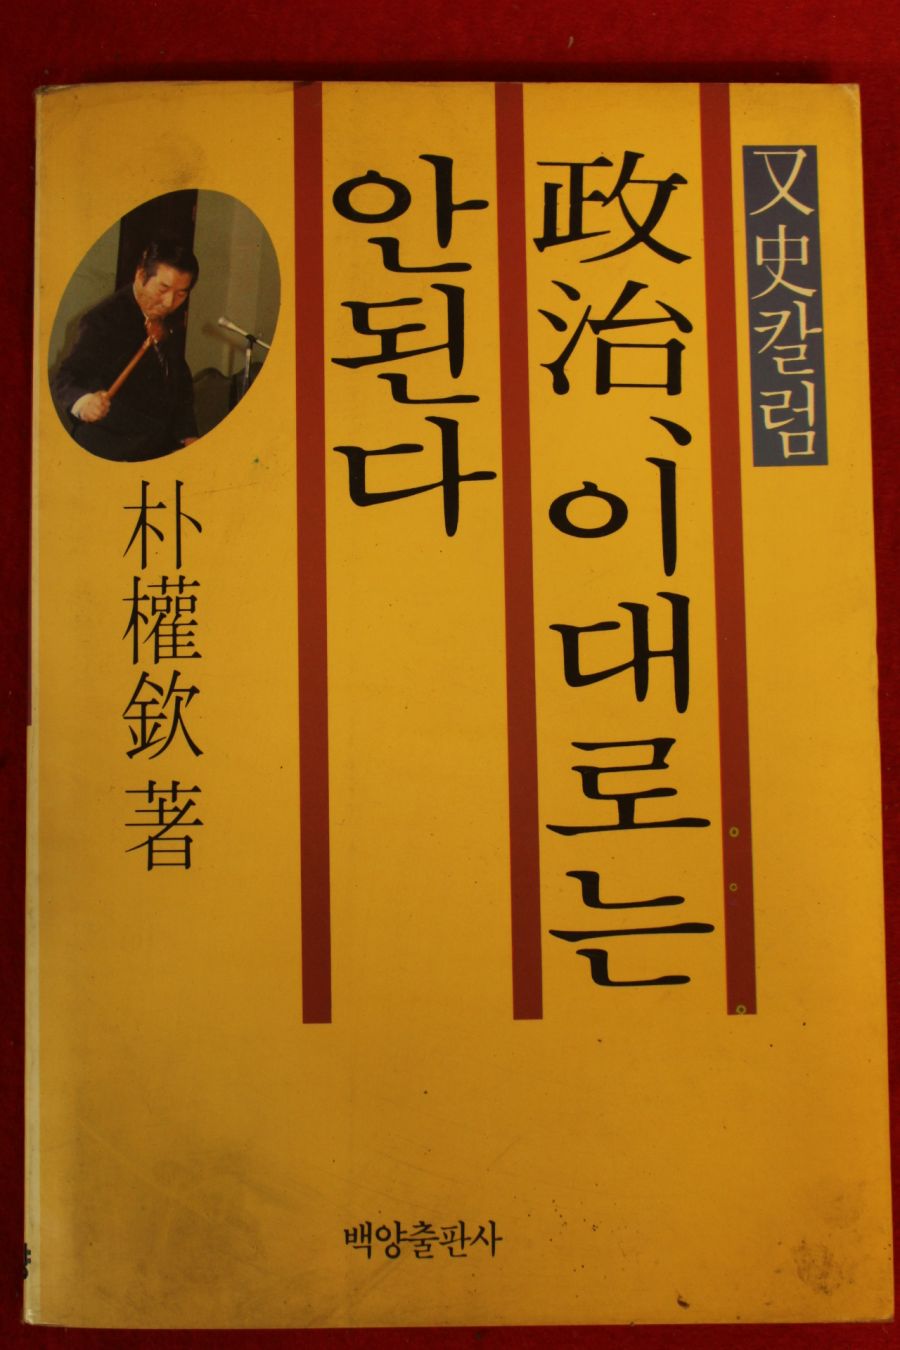 又史칼럼
政治、이대로는
안된다
朴權欽 著
백양출판사